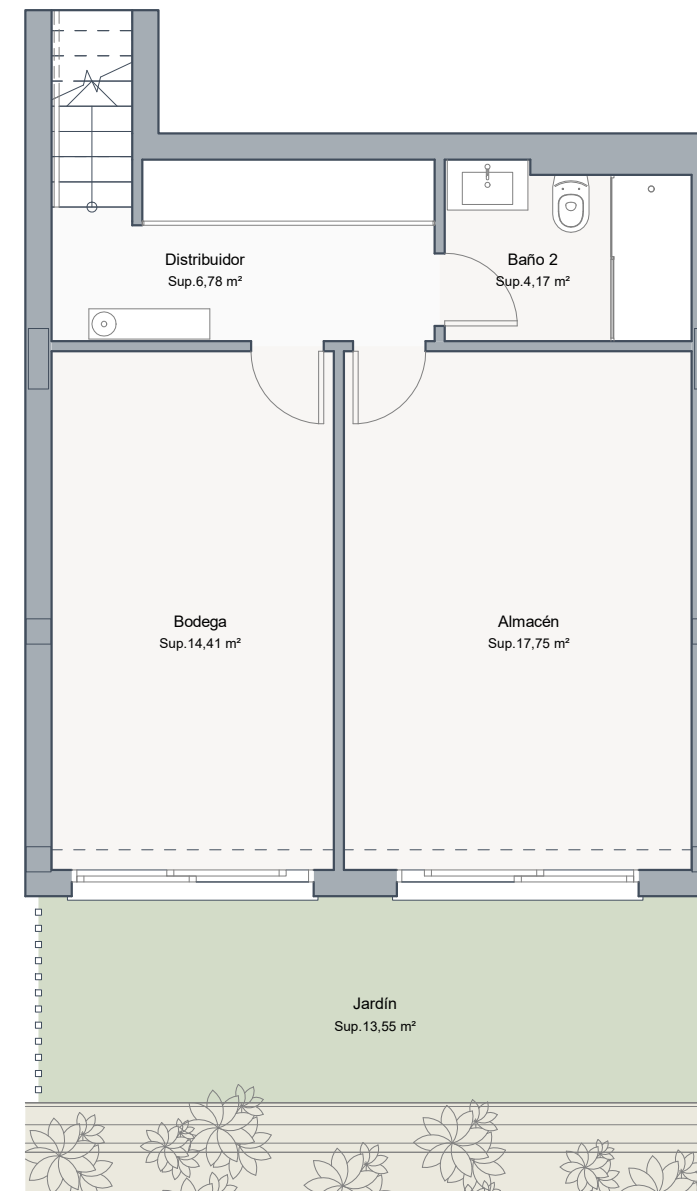 Distribuidor
Sup.6,78 m²
Baño 2
Sup.4,17 m²
Bodega
Sup.14,41 m²
Almacén
Sup.17,75 m²
Jardín
Sup.13,55 m²